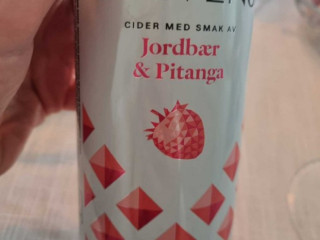 CIDER MED SMAK AV
Jordbær
& Pitanga